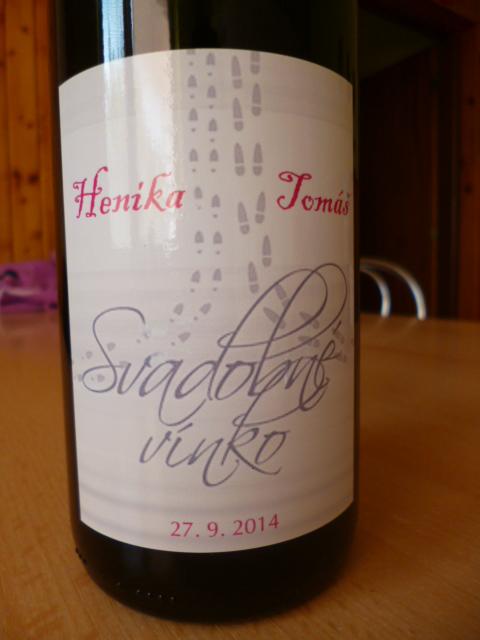 Henika Tomáš
Svadobné
vínko
27. 9. 2014